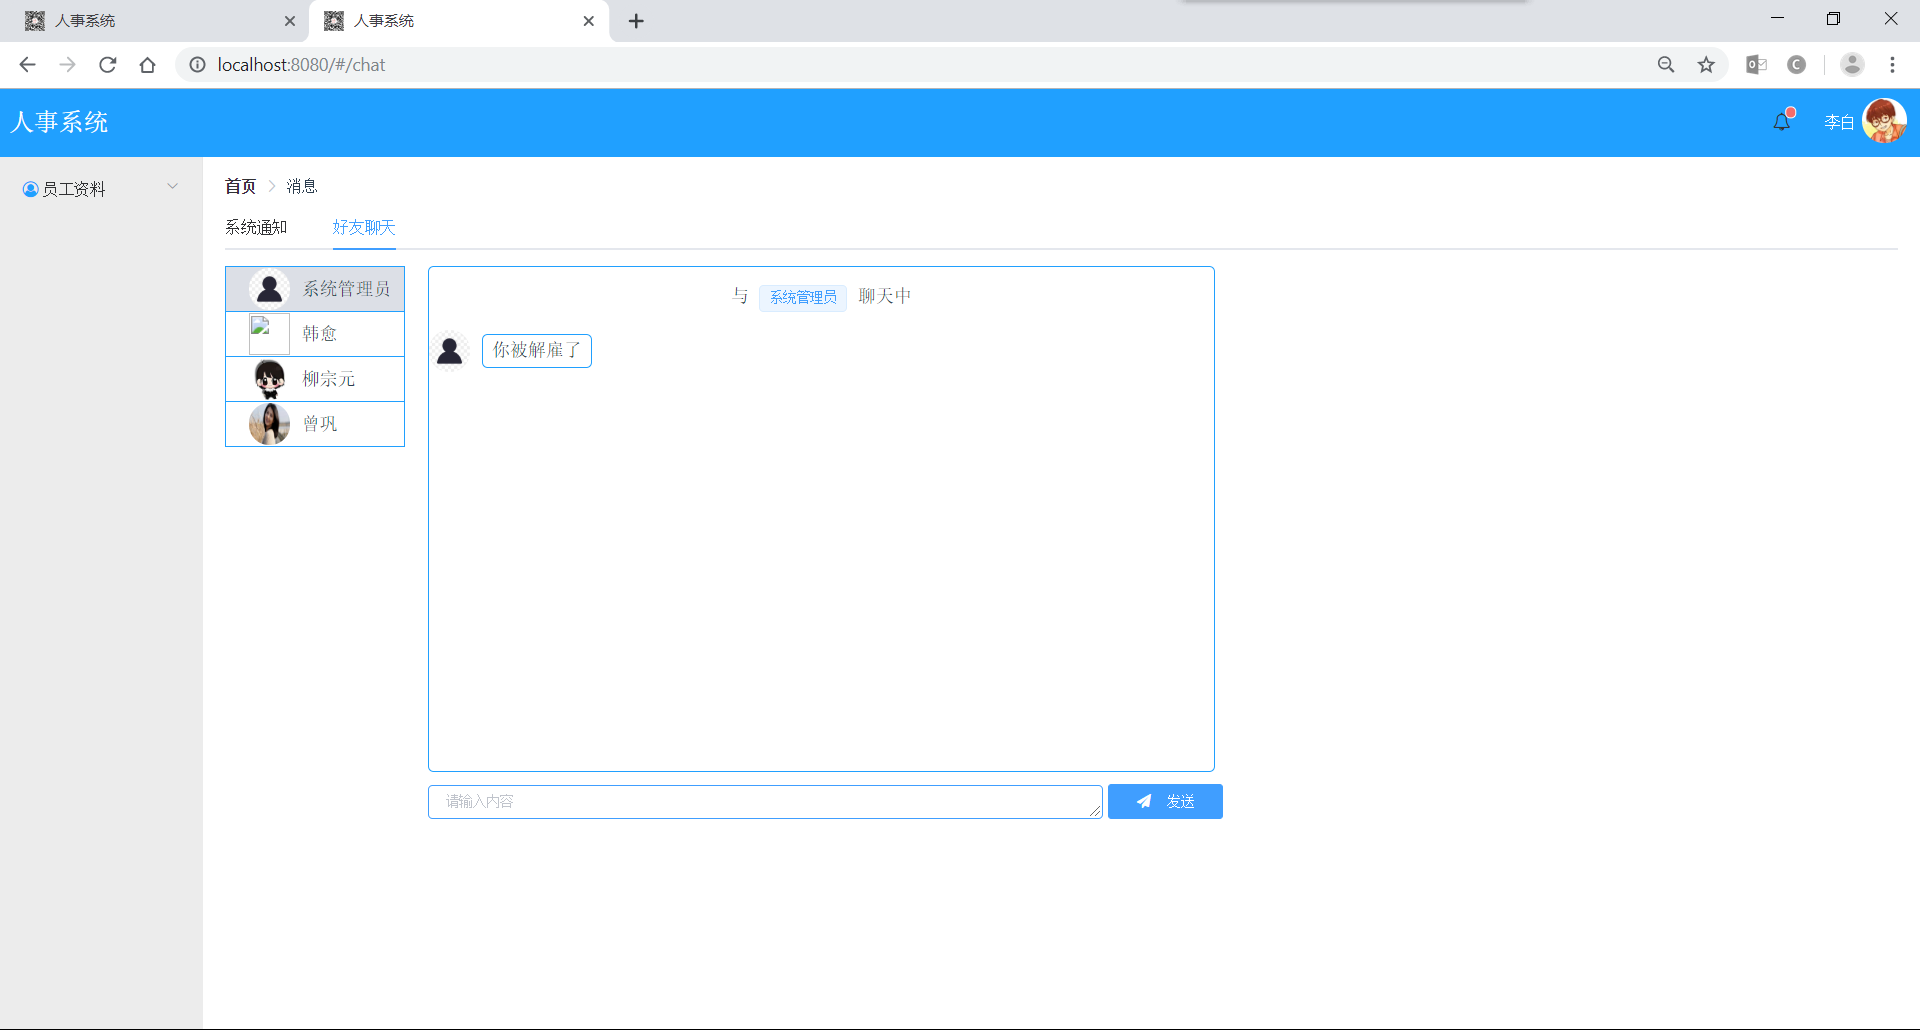 人事系统
人事系统
localhost:8080/#/chat
人事系统
李白
员工资料
首页 消息
系统通知 好友聊天
系统管理员
韩愈
柳宗元
曾巩
与 系统管理员 聊天中
你被解雇了
请输入内容
发送